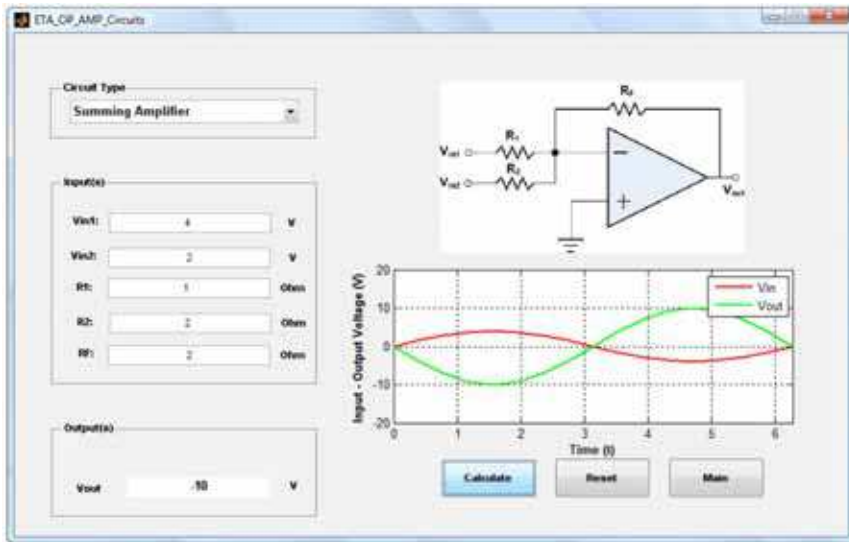 ETA_OP_AMP_Circuits
Circuit Type
Summing Amplifier
Input(s)
Vin1: 4 V
Vin2: 2 V
R1: 1 Ohm
R2: 2 Ohm
RF: 2 Ohm
Output(s)
Vout -10 V
RF
R1
Vin1
R2
Vin2
Vout
Input - Output Voltage (V)
20
10
0
-10
-20
0 1 2 3 4 5 6
Time (t)
Vin
Vout
Calculate Reset Main